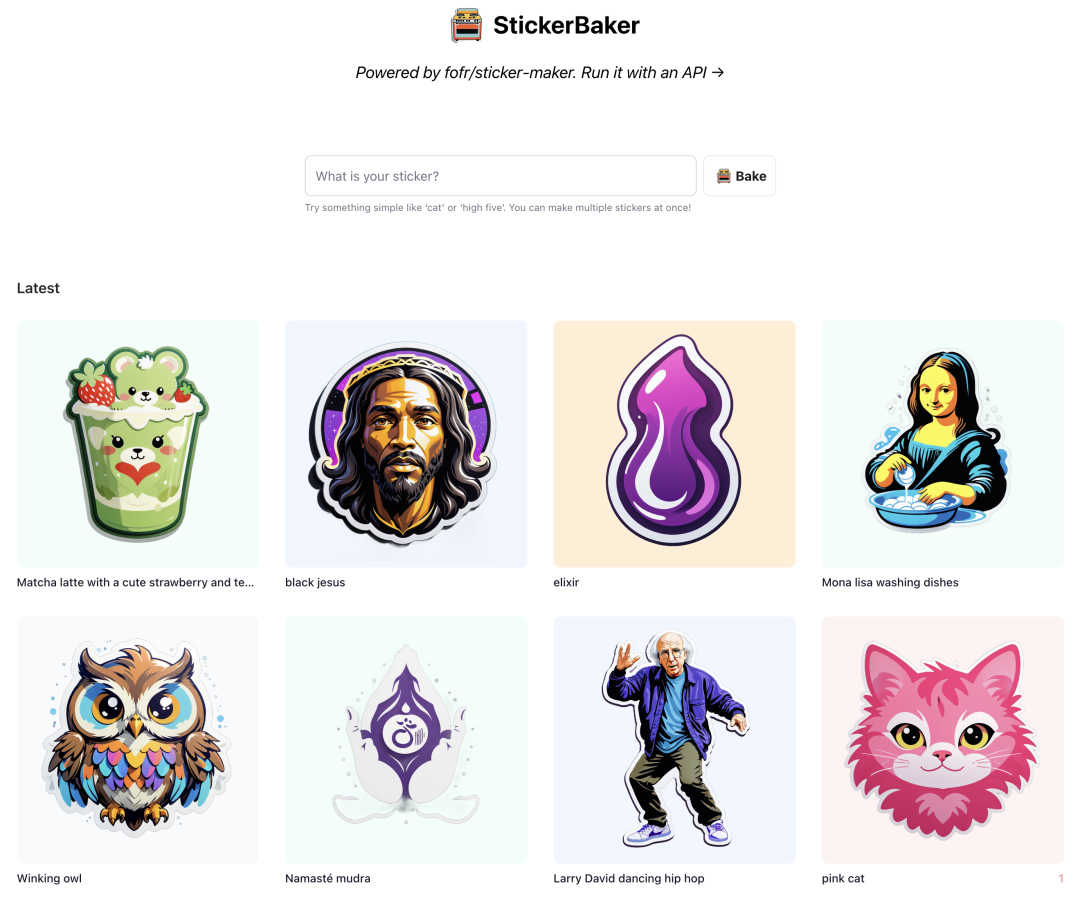 StickerBaker
Powered by fofr/sticker-maker. Run it with an API →
What is your sticker?
Bake
Try something simple like ‘cat’ or ‘high five’. You can make multiple stickers at once!
Latest
Matcha latte with a cute strawberry and te...
black jesus
elixir
Mona lisa washing dishes
Winking owl
Namasté mudra
Larry David dancing hip hop
pink cat
1